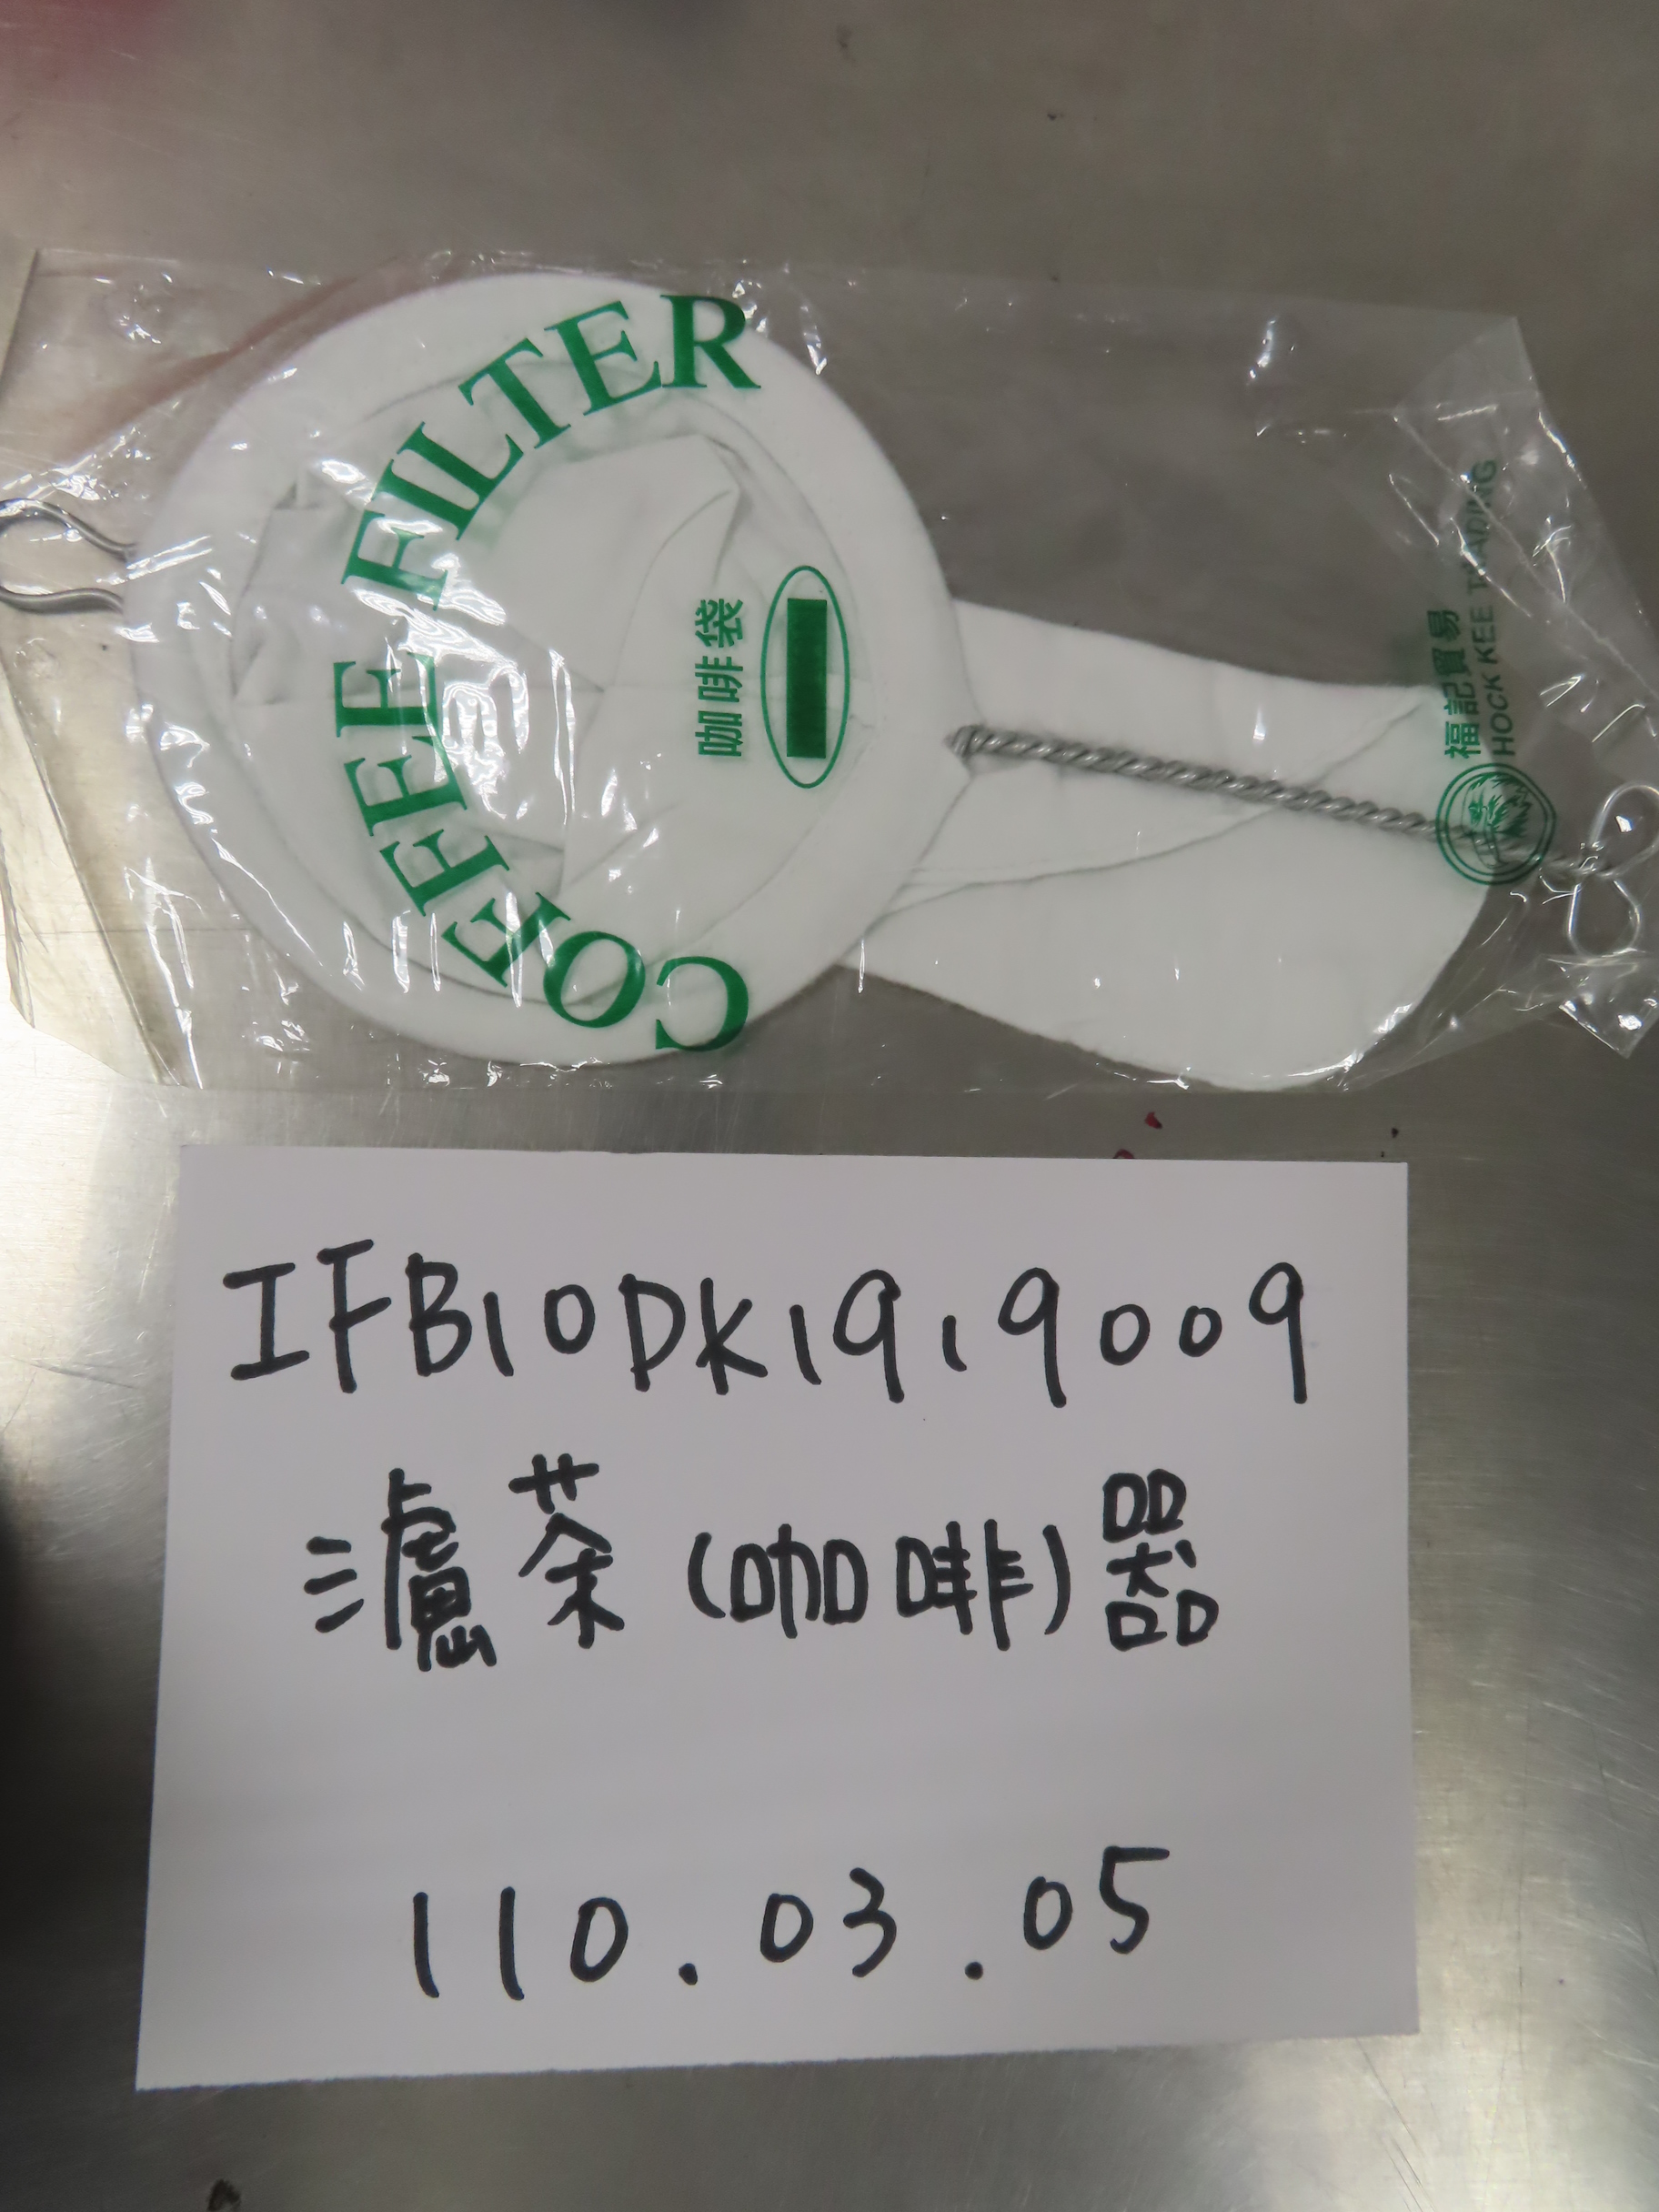 COFFEE FILTER
咖啡袋
福記貿易
HOCK KEE TRADING
IFB10DK1919009
濾茶(咖啡)器
110.03.05